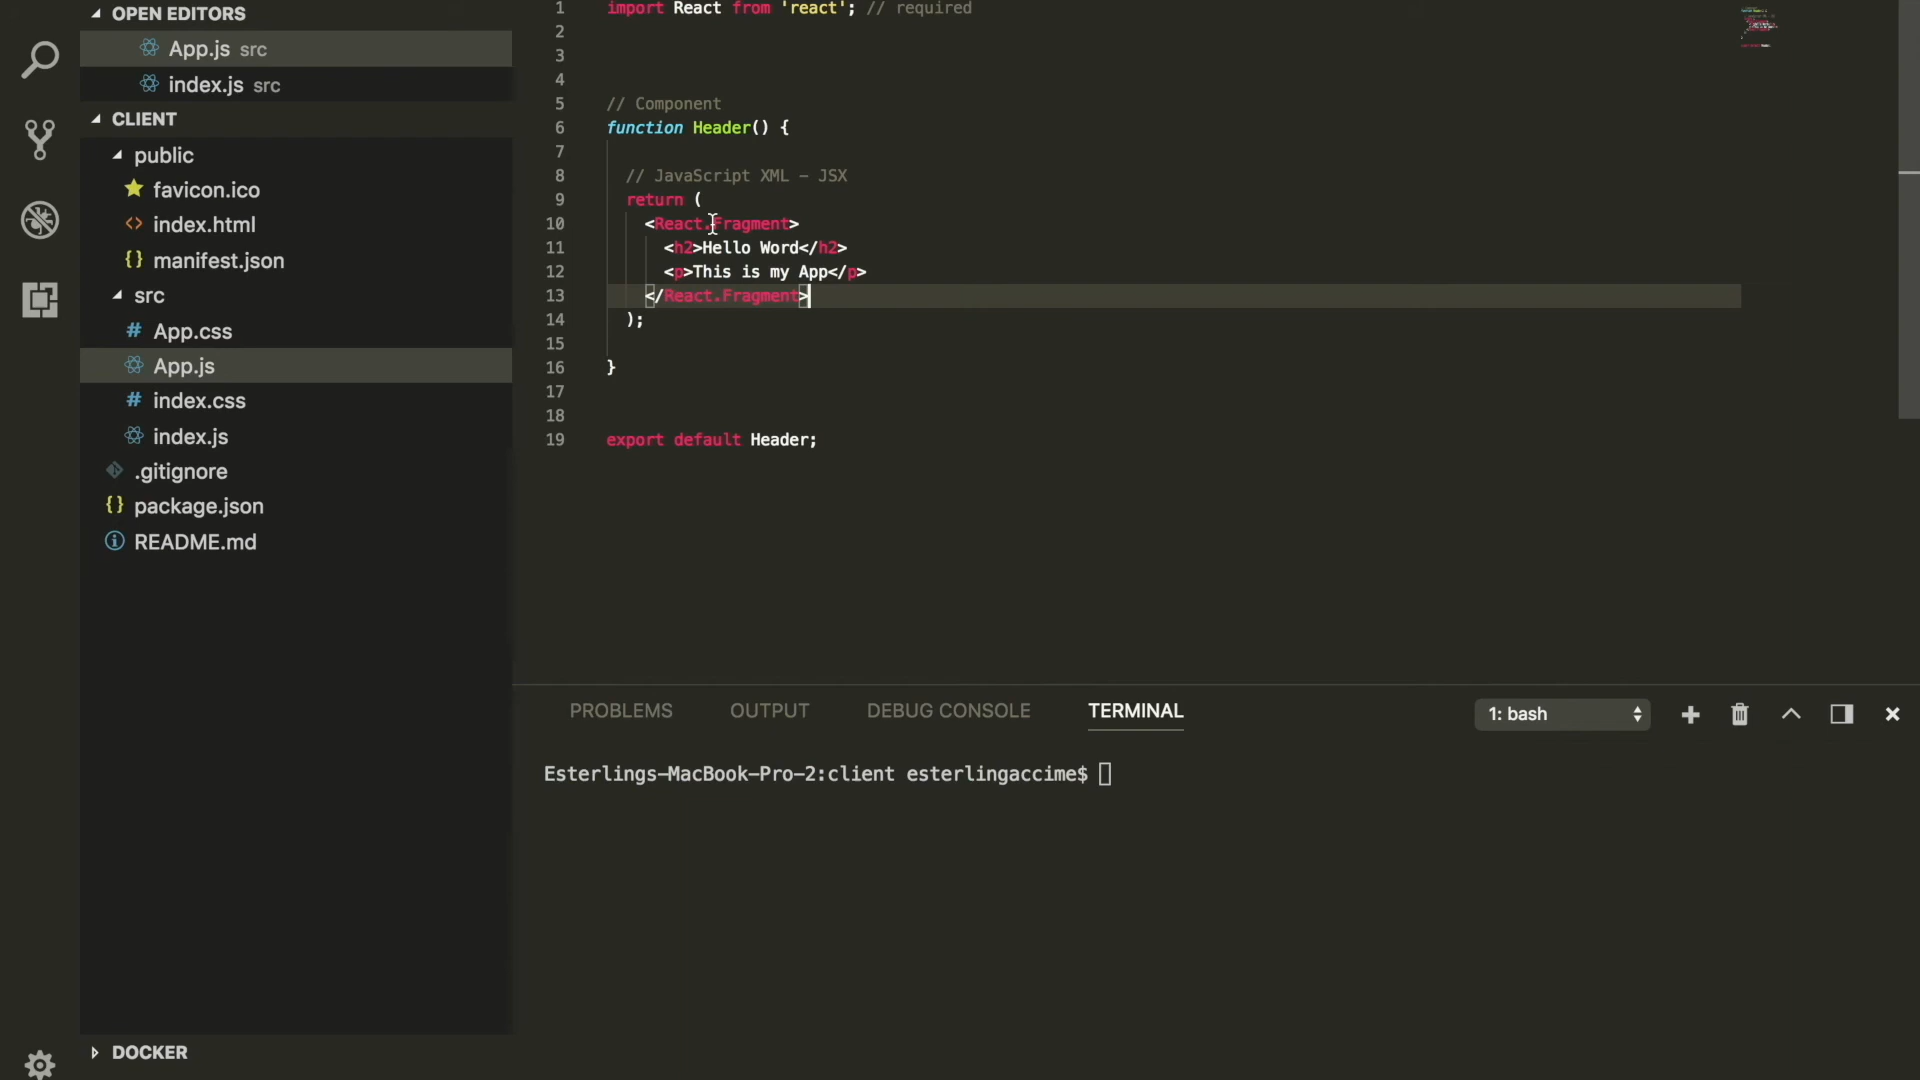 OPEN EDITORS
App.js src
index.js src
CLIENT
public
favicon.ico
<> index.html
{} manifest.json
src
# App.css
App.js
# index.css
index.js
.gitignore
{} package.json
README.md
DOCKER
1 import React from 'react'; // required
2
3
4
5 // Component
6 function Header() {
7
8 // JavaScript XML - JSX
9 return (
10 <React.Fragment>
11 <h2>Hello Word</h2>
12 <p>This is my App</p>
13 </React.Fragment>
14 );
15
16 }
17
18
19 export default Header;
PROBLEMS OUTPUT DEBUG CONSOLE TERMINAL 1: bash
Esterlings-MacBook-Pro-2:client esterlingaccime$